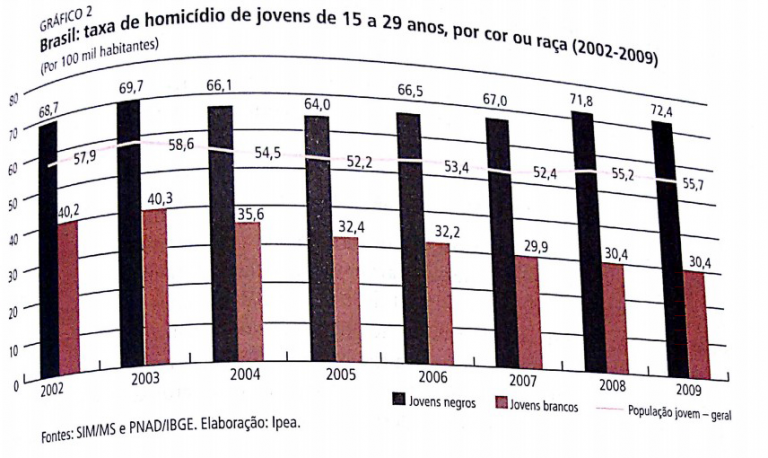 GRÁFICO 2
Brasil: taxa de homicídio de jovens de 15 a 29 anos, por cor ou raça (2002-2009)
(Por 100 mil habitantes)
80
70
60
50
40
30
20
10
0
68,7 69,7 66,1 64,0 66,5 67,0 71,8 72,4
57,9 58,6 54,5 52,2 53,4 52,4 55,2 55,7
40,2 40,3 35,6 32,4 32,2 29,9 30,4 30,4
2002 2003 2004 2005 2006 2007 2008 2009
Jovens negros Jovens brancos População jovem – geral
Fontes: SIM/MS e PNAD/IBGE. Elaboração: Ipea.